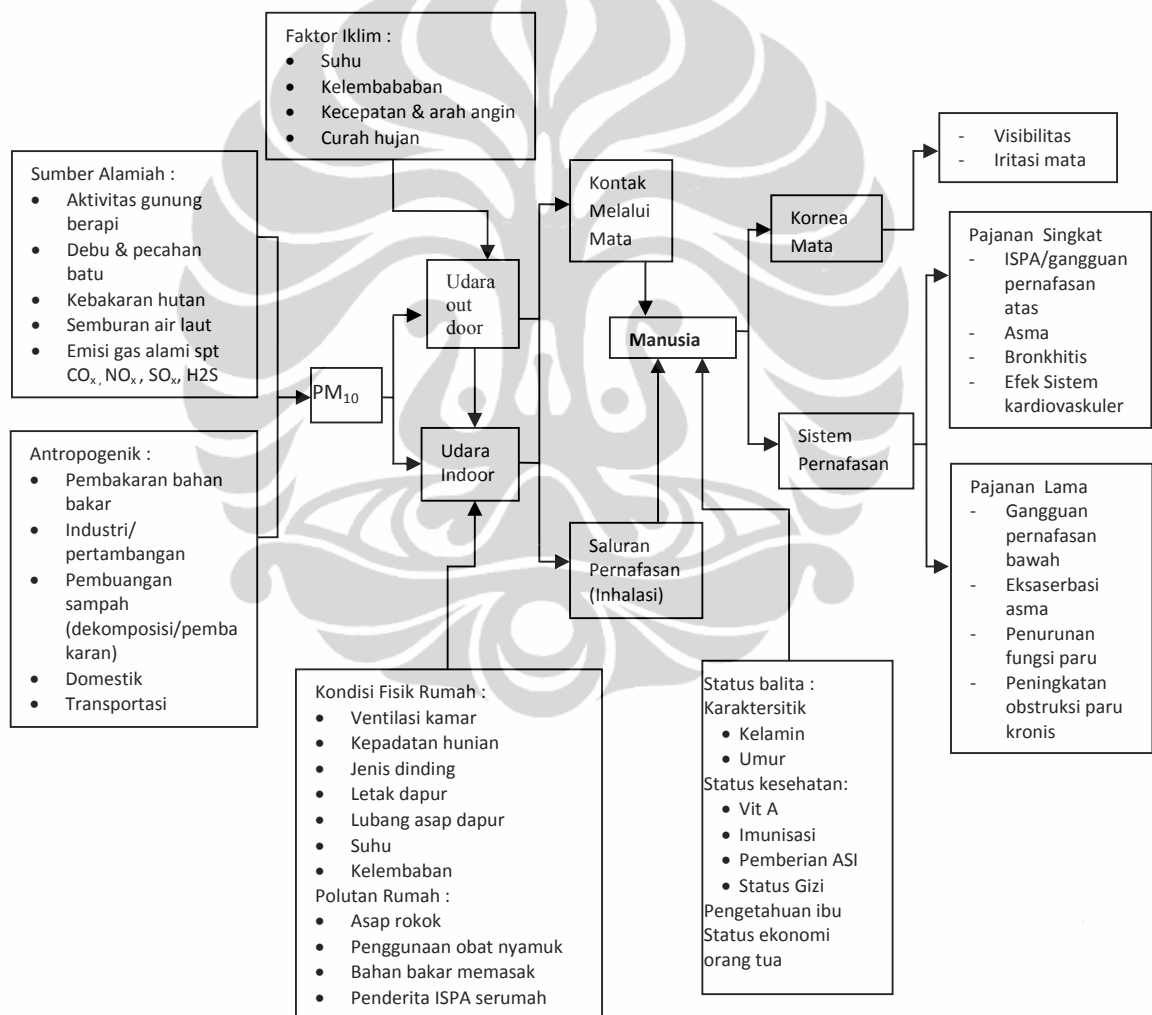 Faktor Iklim :
• Suhu
• Kelembababan
• Kecepatan & arah angin
• Curah hujan
Sumber Alamiah :
• Aktivitas gunung
berapi
• Debu & pecahan
batu
• Kebakaran hutan
• Semburan air laut
• Emisi gas alami spt
COₓ, NOₓ, SOₓ, H2S
Antropogenik :
• Pembakaran bahan
bakar
• Industri/
pertambangan
• Pembuangan
sampah
(dekomposisi/pemba
karan)
• Domestik
• Transportasi
PM₁₀
Udara
out
door
Udara
Indoor
Kontak
Melalui
Mata
Manusia
Saluran
Pernafasan
(Inhalasi)
Kornea
Mata
Sistem
Pernafasan
- Visibilitas
- Iritasi mata
Pajanan Singkat
- ISPA/gangguan
pernafasan
atas
- Asma
- Bronkhitis
- Efek Sistem
kardiovaskuler
Pajanan Lama
- Gangguan
pernafasan
bawah
- Eksaserbasi
asma
- Penurunan
fungsi paru
- Peningkatan
obstruksi paru
kronis
Kondisi Fisik Rumah :
• Ventilasi kamar
• Kepadatan hunian
• Jenis dinding
• Letak dapur
• Lubang asap dapur
• Suhu
• Kelembaban
Polutan Rumah :
• Asap rokok
• Penggunaan obat nyamuk
• Bahan bakar memasak
• Penderita ISPA serumah
Status balita :
Karaktersitik
• Kelamin
• Umur
Status kesehatan:
• Vit A
• Imunisasi
• Pemberian ASI
• Status Gizi
Pengetahuan ibu
Status ekonomi
orang tua